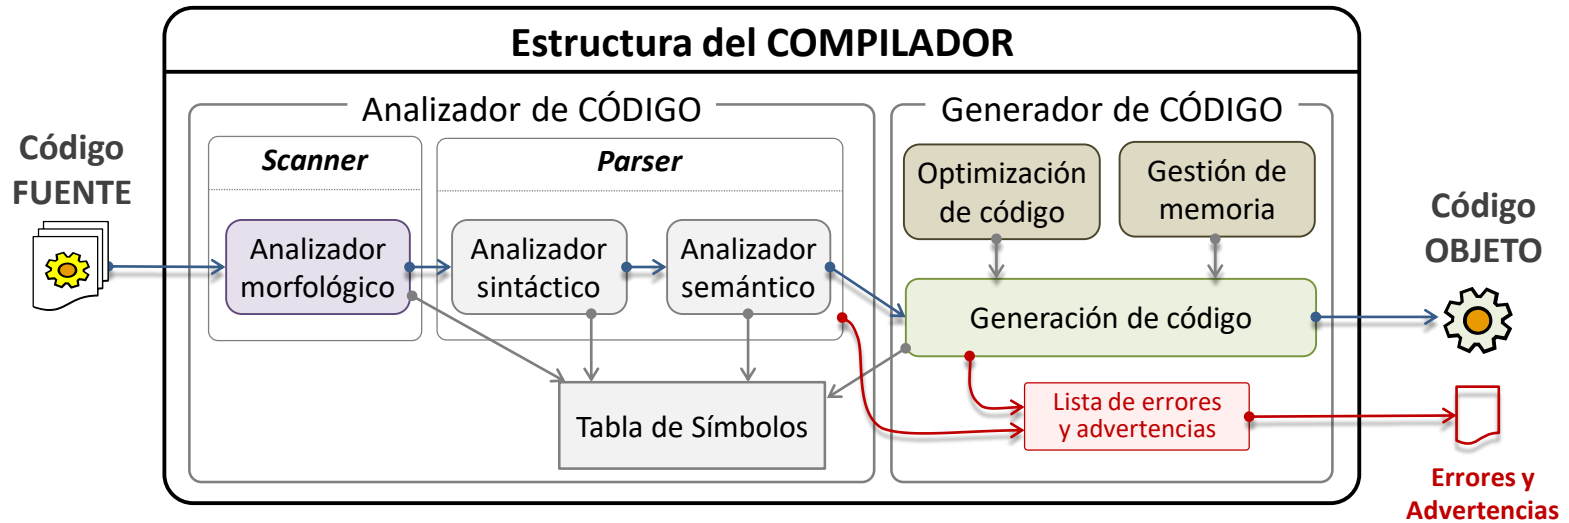 Estructura del COMPILADOR
Analizador de CÓDIGO
Generador de CÓDIGO
Código
FUENTE
Scanner
Parser
Analizador
morfológico
Analizador
sintáctico
Analizador
semántico
Tabla de Símbolos
Optimización
de código
Gestión de
memoria
Generación de código
Lista de errores
y advertencias
Código
OBJETO
Errores y
Advertencias